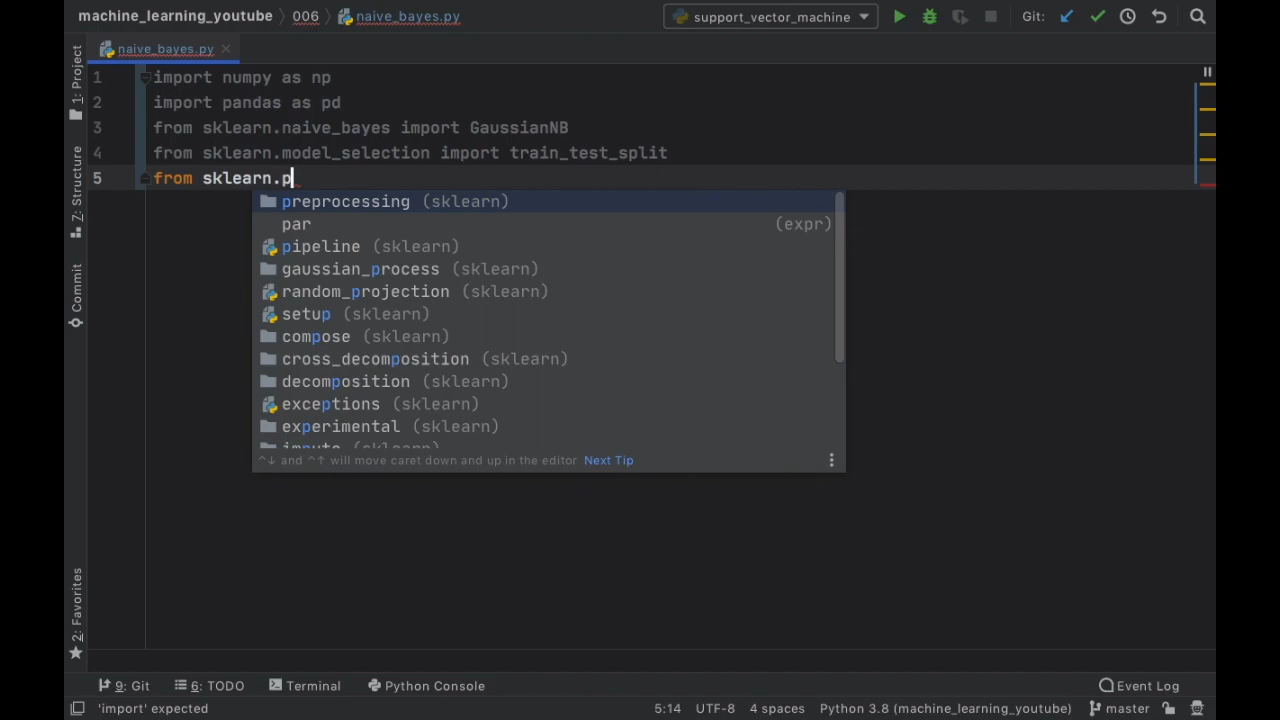 machine_learning_youtube 006 naive_bayes.py support_vector_machine Git:
naive_bayes.py
1: Project
7: Structure
Commit
2: Favorites
1 import numpy as np
2 import pandas as pd
3 from sklearn.naive_bayes import GaussianNB
4 from sklearn.model_selection import train_test_split
5 from sklearn.p
preprocessing (sklearn)
par (expr)
pipeline (sklearn)
gaussian_process (sklearn)
random_projection (sklearn)
setup (sklearn)
compose (sklearn)
cross_decomposition (sklearn)
decomposition (sklearn)
exceptions (sklearn)
experimental (sklearn)
impute (sklearn)
^↓ and ^↑ will move caret down and up in the editor Next Tip
9: Git 6: TODO Terminal Python Console Event Log
'import' expected 5:14 UTF-8 4 spaces Python 3.8 (machine_learning_youtube) master